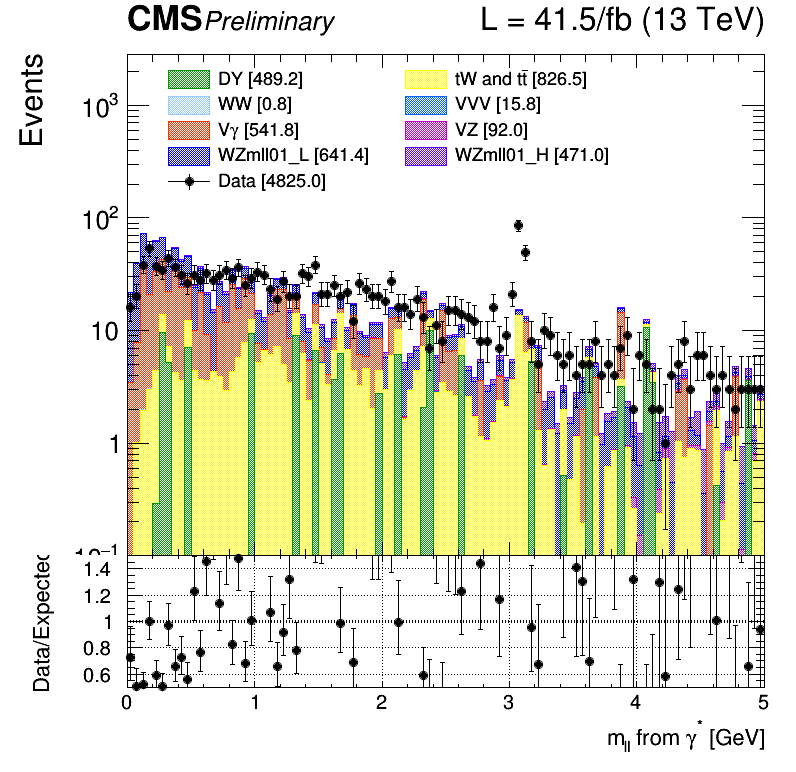 CMS Preliminary L = 41.5/fb (13 TeV)
Events
DY [489.2] tW and tt̄ [826.5]
WW [0.8] VVV [15.8]
Vγ [541.8] VZ [92.0]
WZmll01_L [641.4] WZmll01_H [471.0]
Data [4825.0]
10³
10²
10
1
10⁻¹
Data/Expected
1.4
1.2
1
0.8
0.6
0 1 2 3 4 5
m_ll from γ* [GeV]